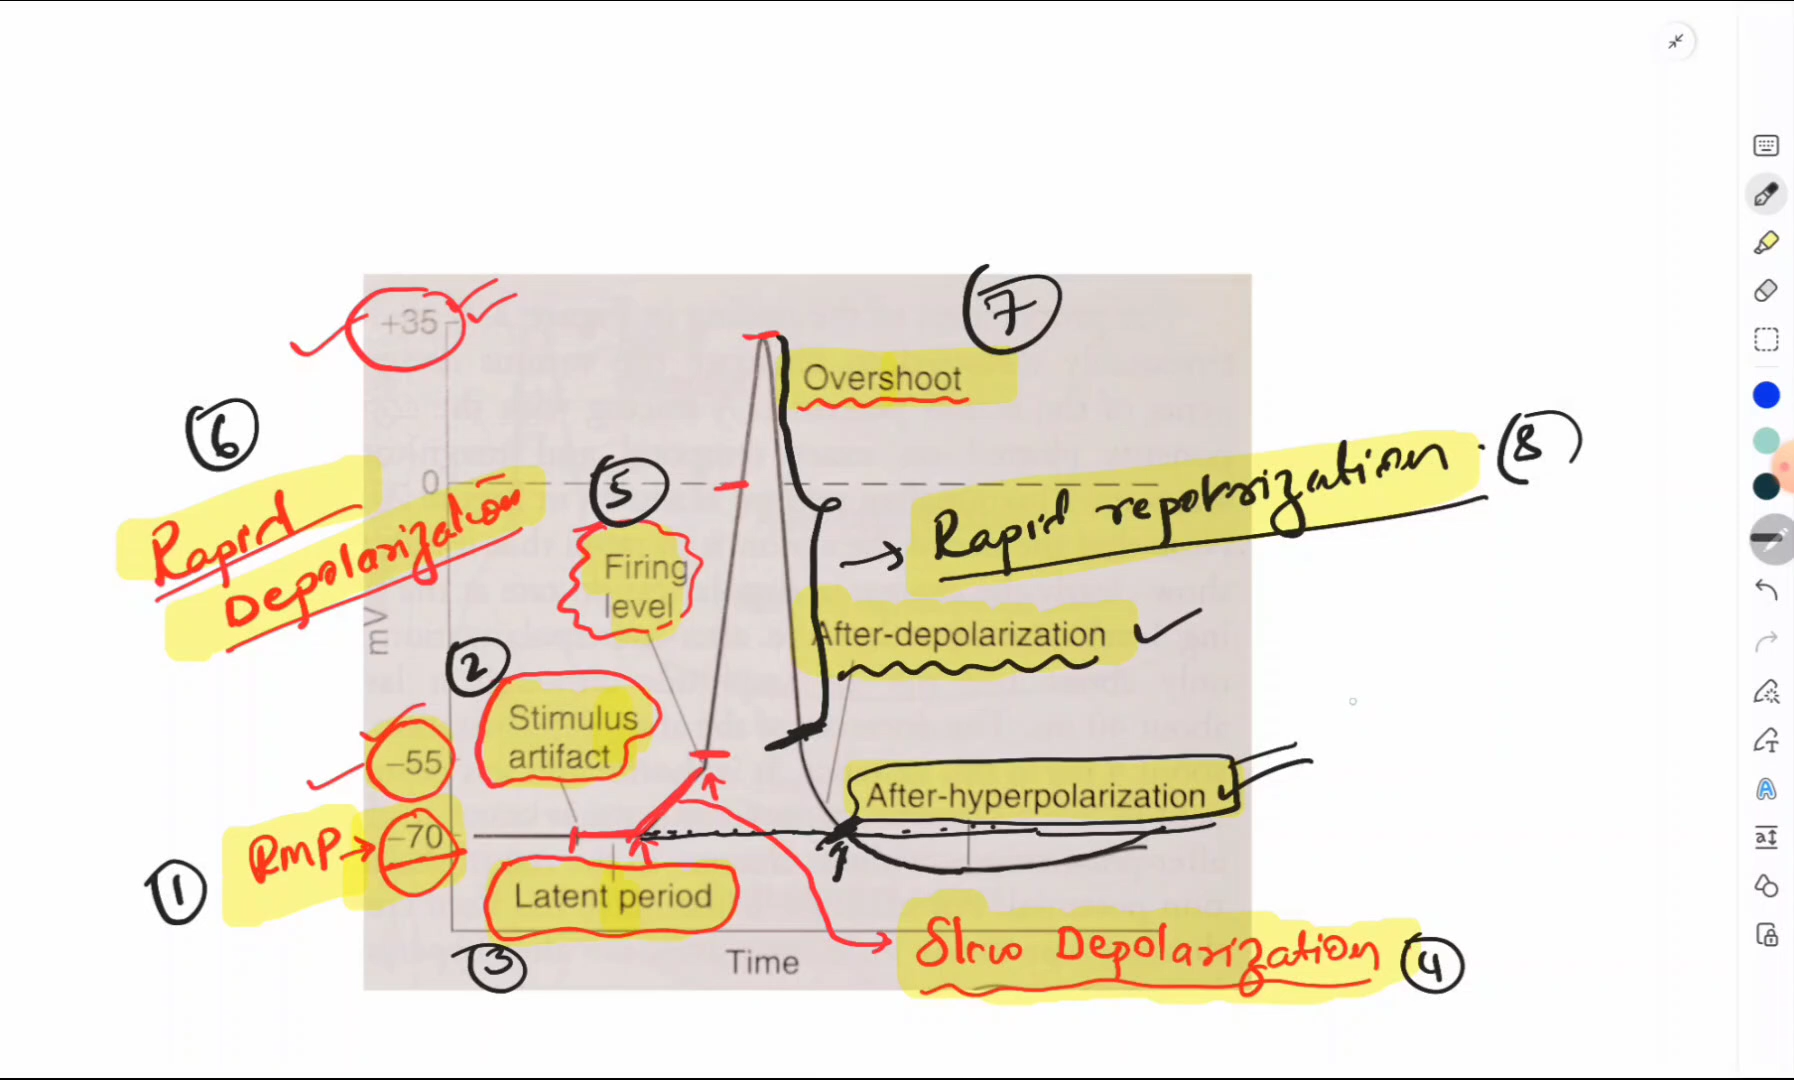 7
+35
Overshoot
6
Rapid
Depolarization
0
5
Rapid repolarization
(8)
Firing
level
mV
After-depolarization
2
Stimulus
artifact
-55
After-hyperpolarization
1
RMP
-70
Latent period
3
Time
Slow Depolarization
4